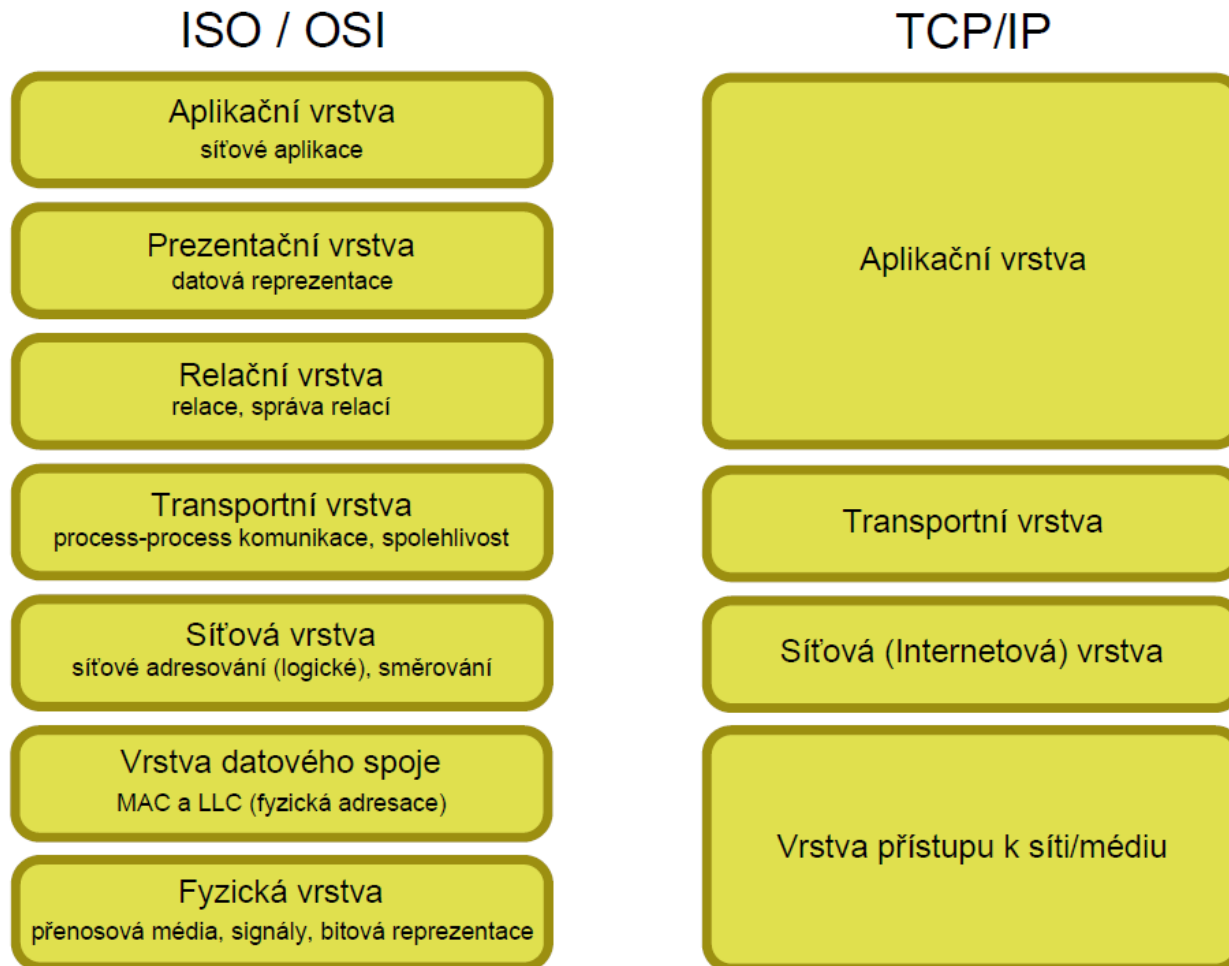 ISO / OSI
Aplikační vrstva
síťové aplikace
Prezentační vrstva
datová reprezentace
Relační vrstva
relace, správa relací
Transportní vrstva
process-process komunikace, spolehlivost
Síťová vrstva
síťové adresování (logické), směrování
Vrstva datového spoje
MAC a LLC (fyzická adresace)
Fyzická vrstva
přenosová média, signály, bitová reprezentace
TCP/IP
Aplikační vrstva
Transportní vrstva
Síťová (Internetová) vrstva
Vrstva přístupu k síti/médiu